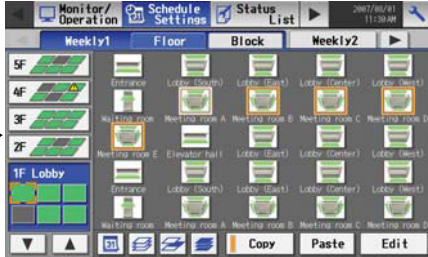 Monitor/ Operation
Schedule Settings
Status List
2007/08/01
11:30 AM
Weekly1
Floor
Block
Weekly2
5F
4F
3F
2F
1F Lobby
Entrance
Lobby (South)
Lobby (East)
Lobby (Center)
Lobby (West)
Waiting room
Meeting room A
Meeting room B
Meeting room C
Meeting room D
Meeting room E
Elevator hall
Lobby (East)
Lobby (Center)
Lobby (West)
Entrance
Lobby (South)
Lobby (East)
Lobby (Center)
Lobby (West)
Waiting room
Meeting room A
Meeting room B
Meeting room C
Meeting room D
31
Copy
Paste
Edit